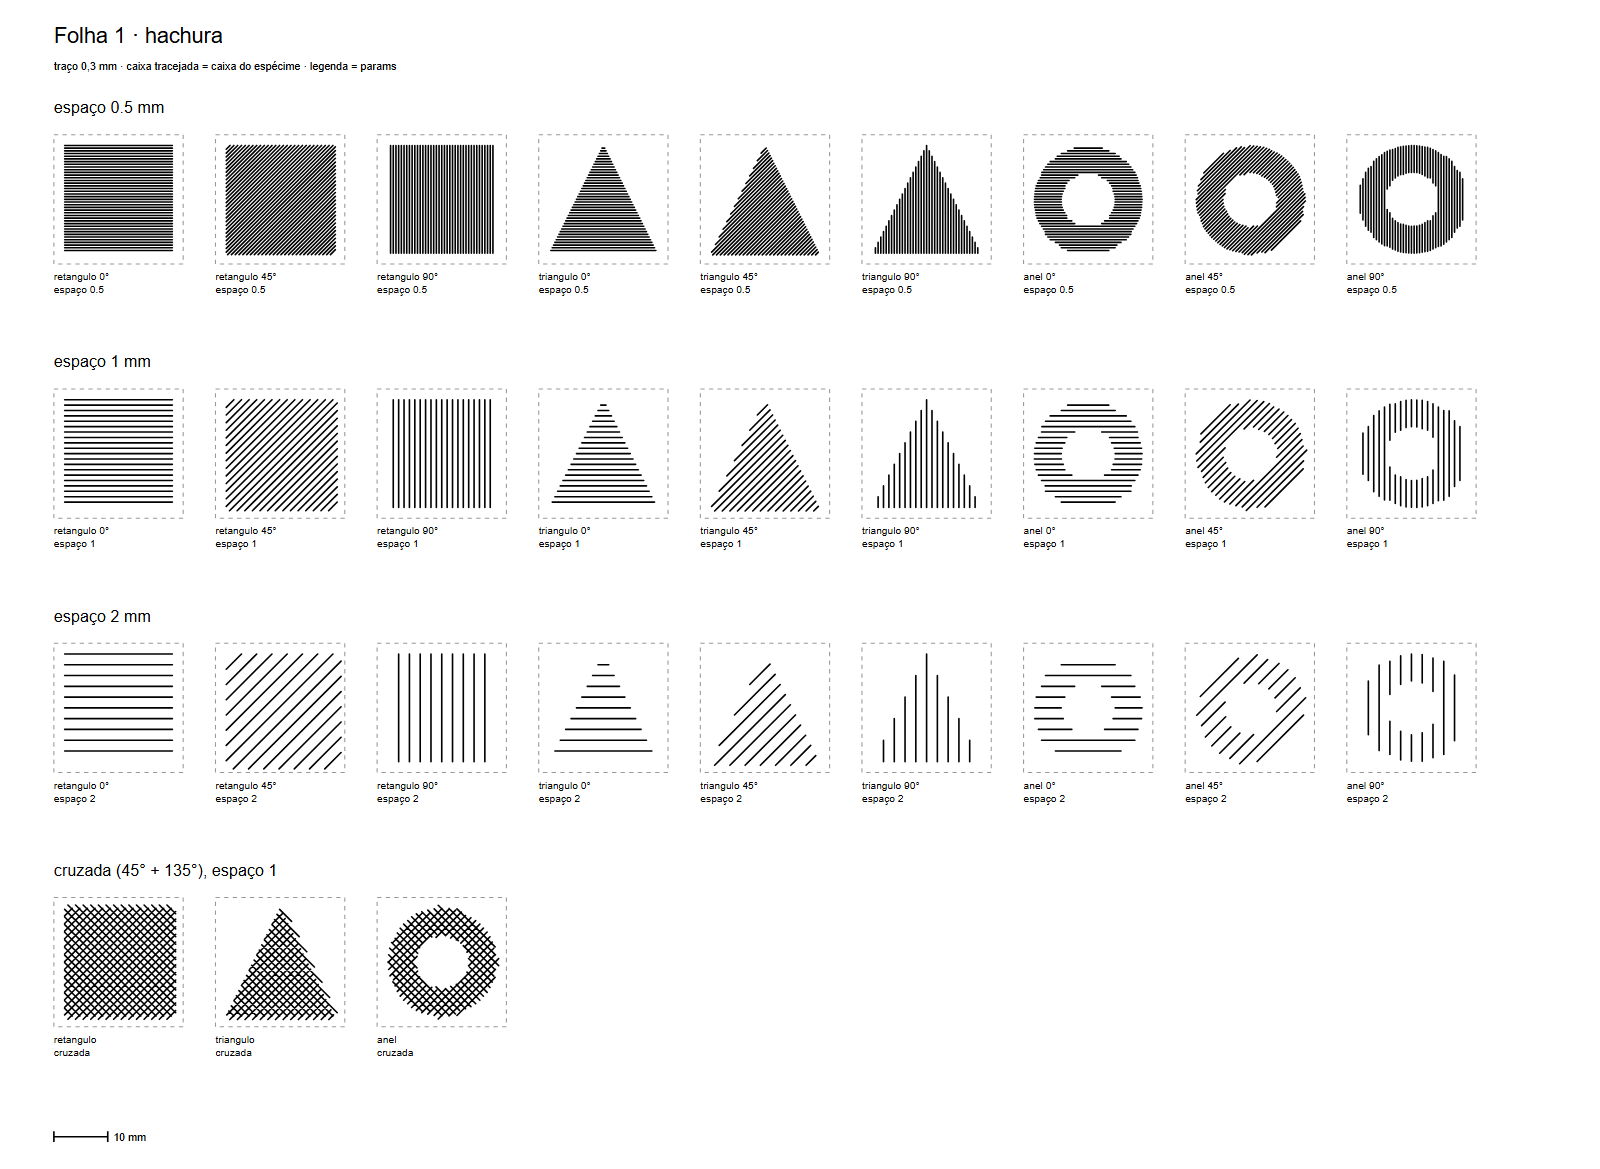 Folha 1 · hachura
traço 0,3 mm · caixa tracejada = caixa do espécime · legenda = params
espaço 0.5 mm
retangulo 0°
espaço 0.5
retangulo 45°
espaço 0.5
retangulo 90°
espaço 0.5
triangulo 0°
espaço 0.5
triangulo 45°
espaço 0.5
triangulo 90°
espaço 0.5
anel 0°
espaço 0.5
anel 45°
espaço 0.5
anel 90°
espaço 0.5
espaço 1 mm
retangulo 0°
espaço 1
retangulo 45°
espaço 1
retangulo 90°
espaço 1
triangulo 0°
espaço 1
triangulo 45°
espaço 1
triangulo 90°
espaço 1
anel 0°
espaço 1
anel 45°
espaço 1
anel 90°
espaço 1
espaço 2 mm
retangulo 0°
espaço 2
retangulo 45°
espaço 2
retangulo 90°
espaço 2
triangulo 0°
espaço 2
triangulo 45°
espaço 2
triangulo 90°
espaço 2
anel 0°
espaço 2
anel 45°
espaço 2
anel 90°
espaço 2
cruzada (45° + 135°), espaço 1
retangulo
cruzada
triangulo
cruzada
anel
cruzada
10 mm